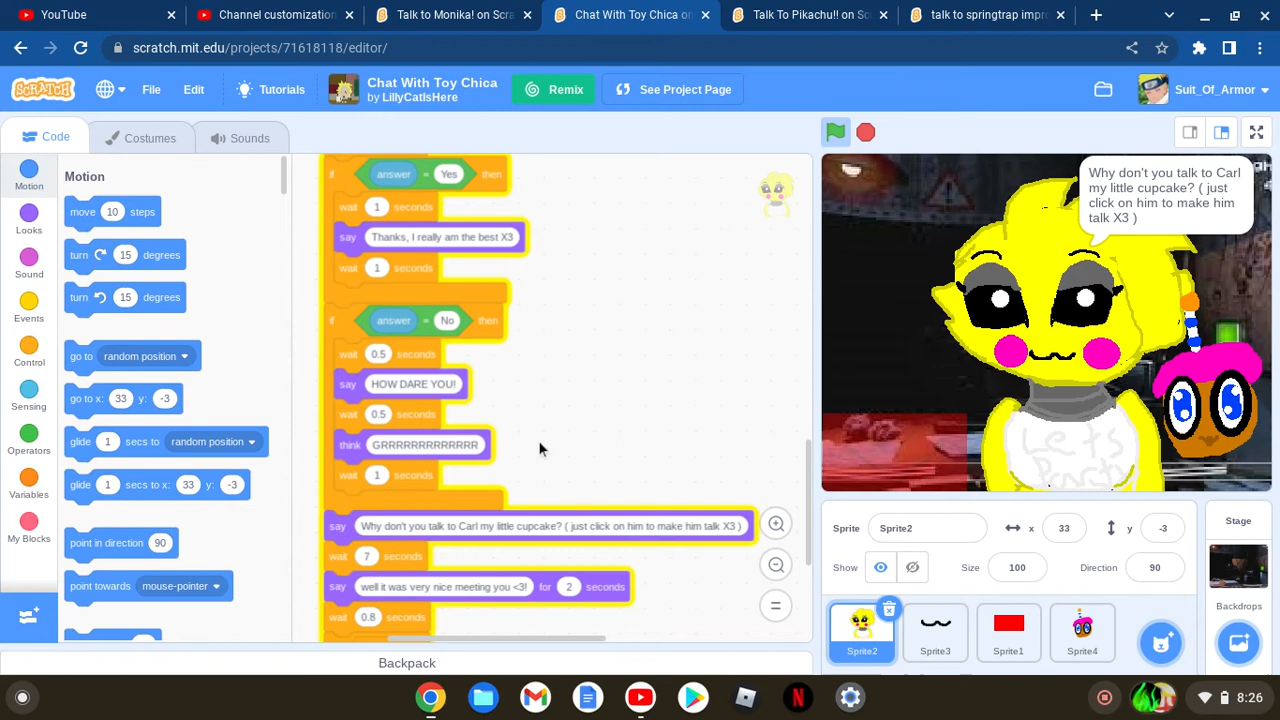 YouTube
Channel customization
Talk to Monika! on Scra
Chat With Toy Chica on
Talk To Pikachu!! on Scr
talk to springtrap impro
scratch.mit.edu/projects/71618118/editor/
SCRATCH
File
Edit
Tutorials
Chat With Toy Chica
by LillyCatIsHere
Remix
See Project Page
Suit_Of_Armor
Code
Costumes
Sounds
Motion
Looks
Sound
Events
Control
Sensing
Operators
Variables
My Blocks
Motion
move 10 steps
turn 15 degrees
turn 15 degrees
go to random position
go to x: 33 y: -3
glide 1 secs to random position
glide 1 secs to x: 33 y: -3
point in direction 90
point towards mouse-pointer
if answer = Yes then
wait 1 seconds
say Thanks, I really am the best X3
wait 1 seconds
if answer = No then
wait 0.5 seconds
say HOW DARE YOU!
wait 0.5 seconds
think GRRRRRRRRRRRRR
wait 1 seconds
say Why don't you talk to Carl my little cupcake? ( just click on him to make him talk X3 )
wait 7 seconds
say well it was very nice meeting you <3! for 2 seconds
wait 0.8 seconds
Backpack
Why don't you talk to Carl
my little cupcake? ( just
click on him to make him
talk X3 )
Sprite Sprite2 x 33 y -3
Show Size 100 Direction 90
Sprite2
Sprite3
Sprite1
Sprite4
Stage
Backdrops
8:26